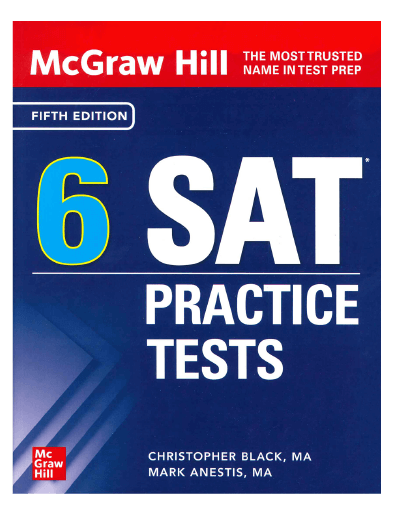 McGraw Hill
THE MOST TRUSTED
NAME IN TEST PREP
FIFTH EDITION
6 SAT*
PRACTICE
TESTS
Mc
Graw
Hill
CHRISTOPHER BLACK, MA
MARK ANESTIS, MA